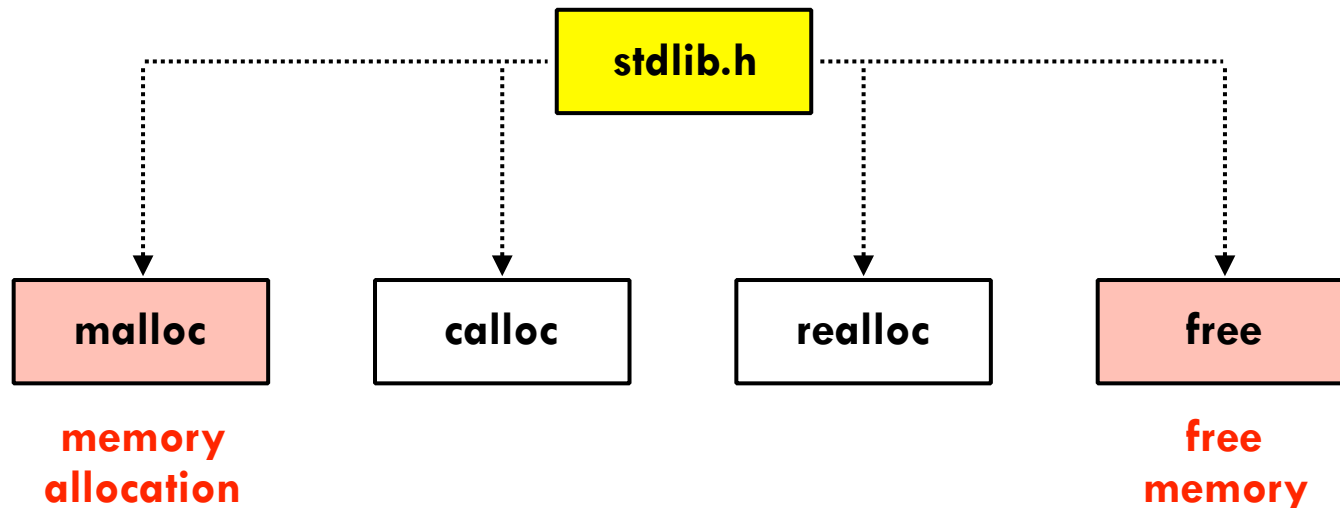 stdlib.h
malloc
calloc
realloc
free
memory
allocation
free
memory